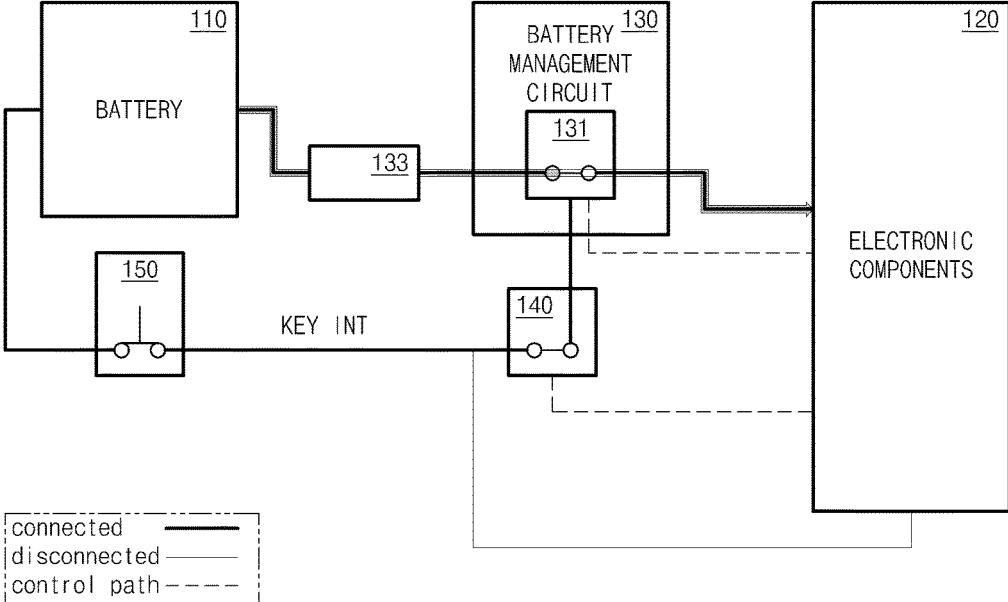 110
BATTERY
130
BATTERY
MANAGEMENT
CIRCUIT
131
120
133
ELECTRONIC
COMPONENTS
150
140
KEY INT
connected
disconnected
control path